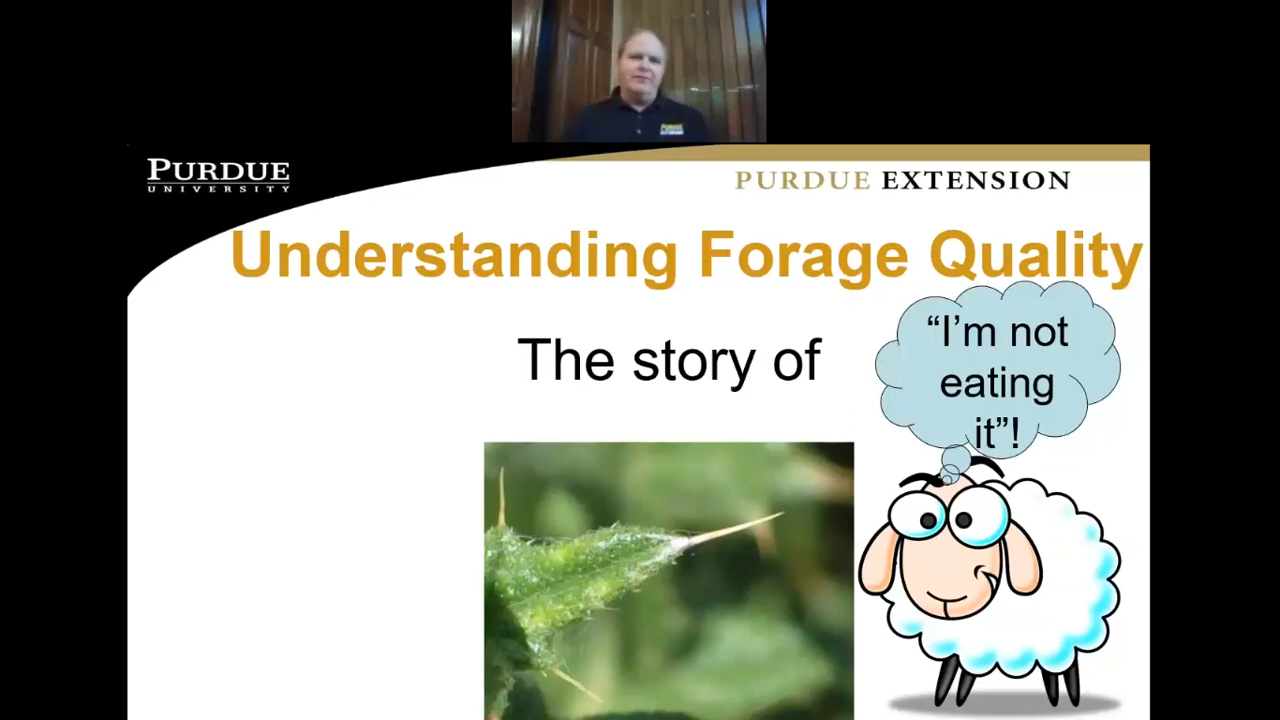 PURDUE
UNIVERSITY
PURDUE EXTENSION
Understanding Forage Quality
The story of
“I’m not
eating
it”!